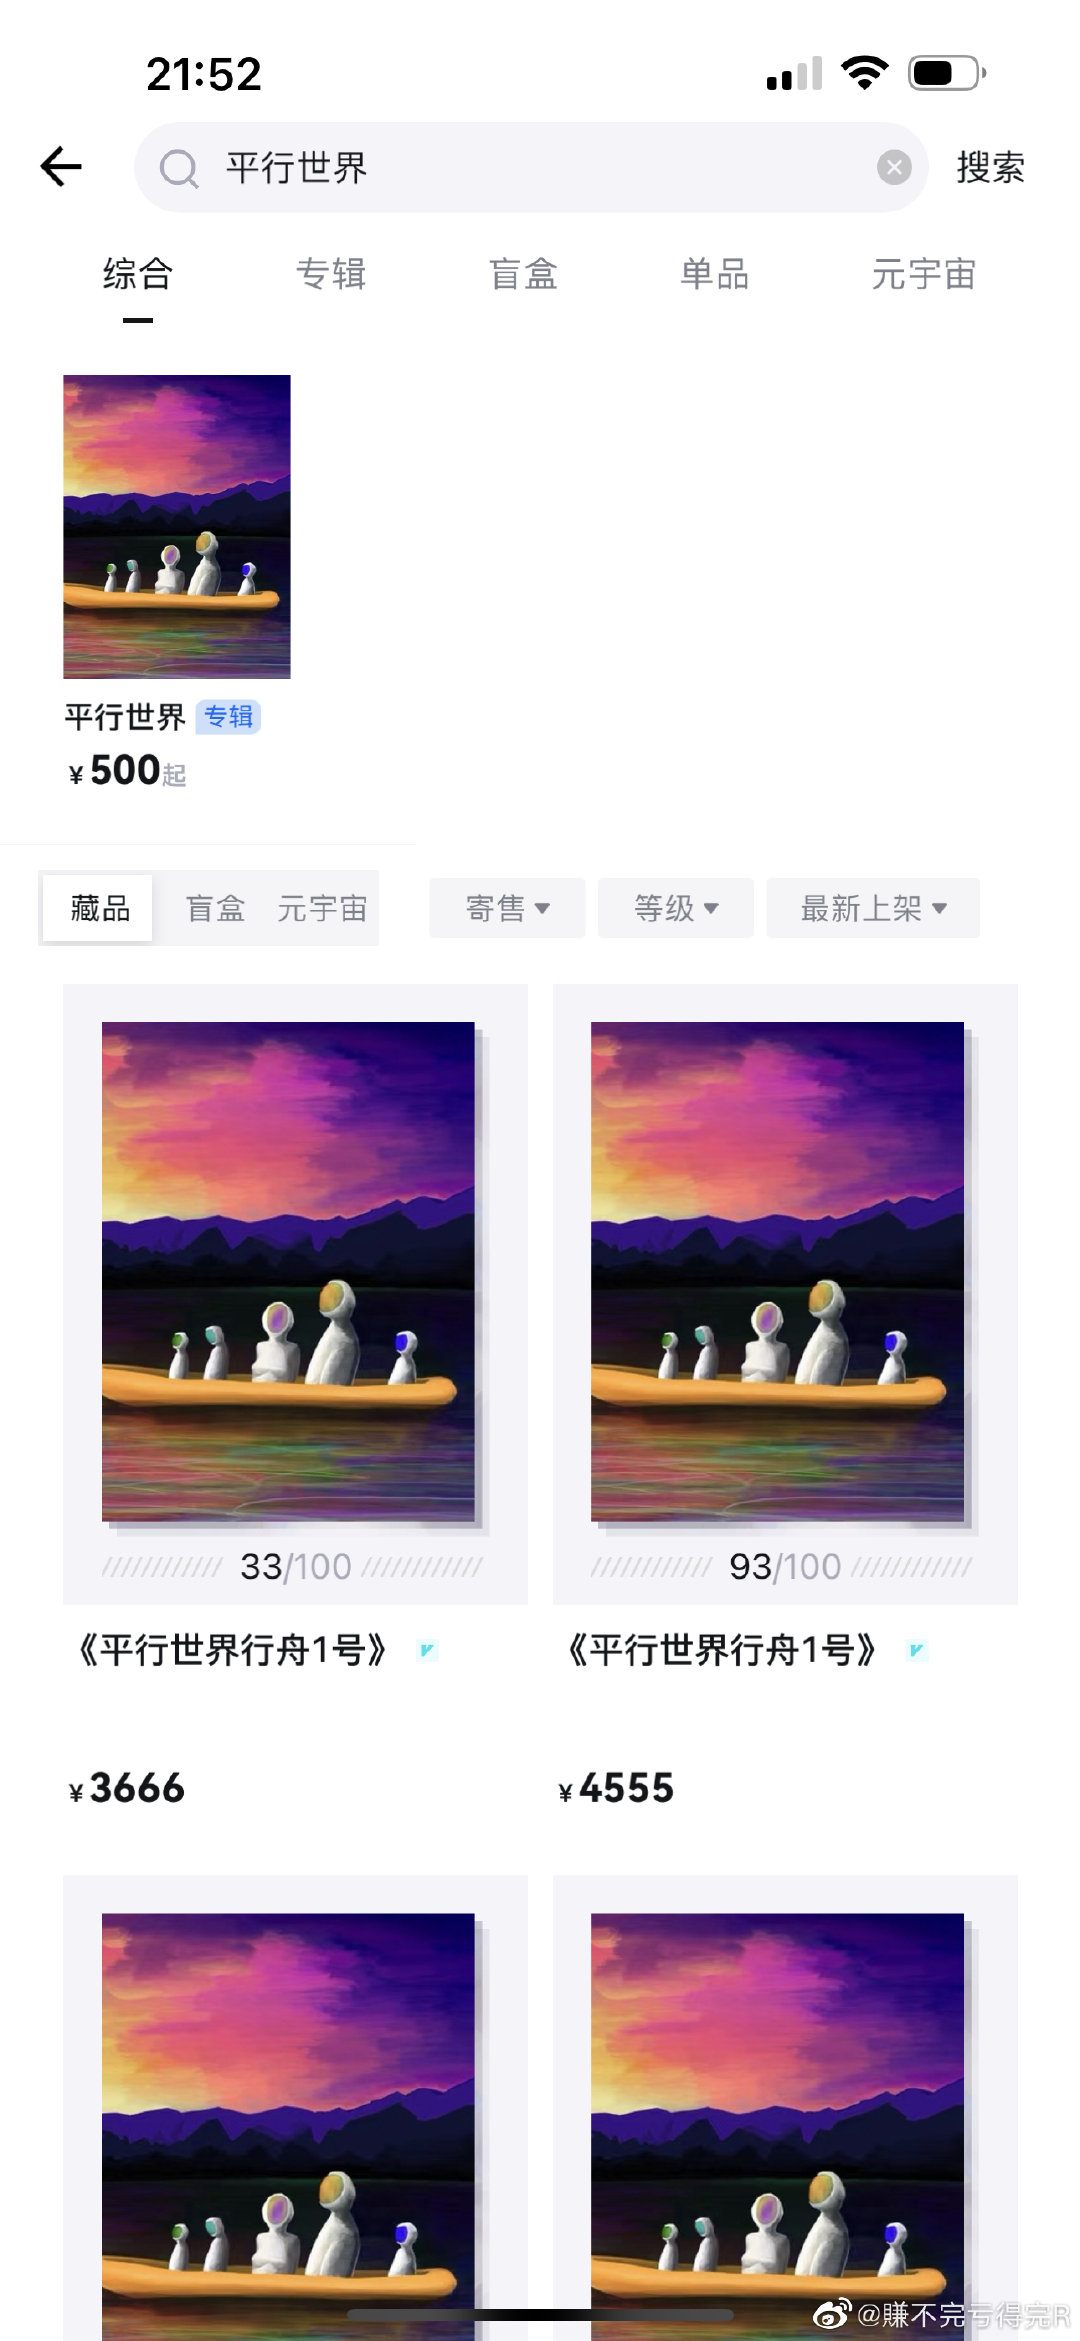 21:52
平行世界 搜索
综合 专辑 盲盒 单品 元宇宙
平行世界 专辑
¥500起
藏品 盲盒 元宇宙 寄售 等级 最新上架
33/100 93/100
《平行世界行舟1号》 《平行世界行舟1号》
¥3666 ¥4555
@賺不完亏得完R